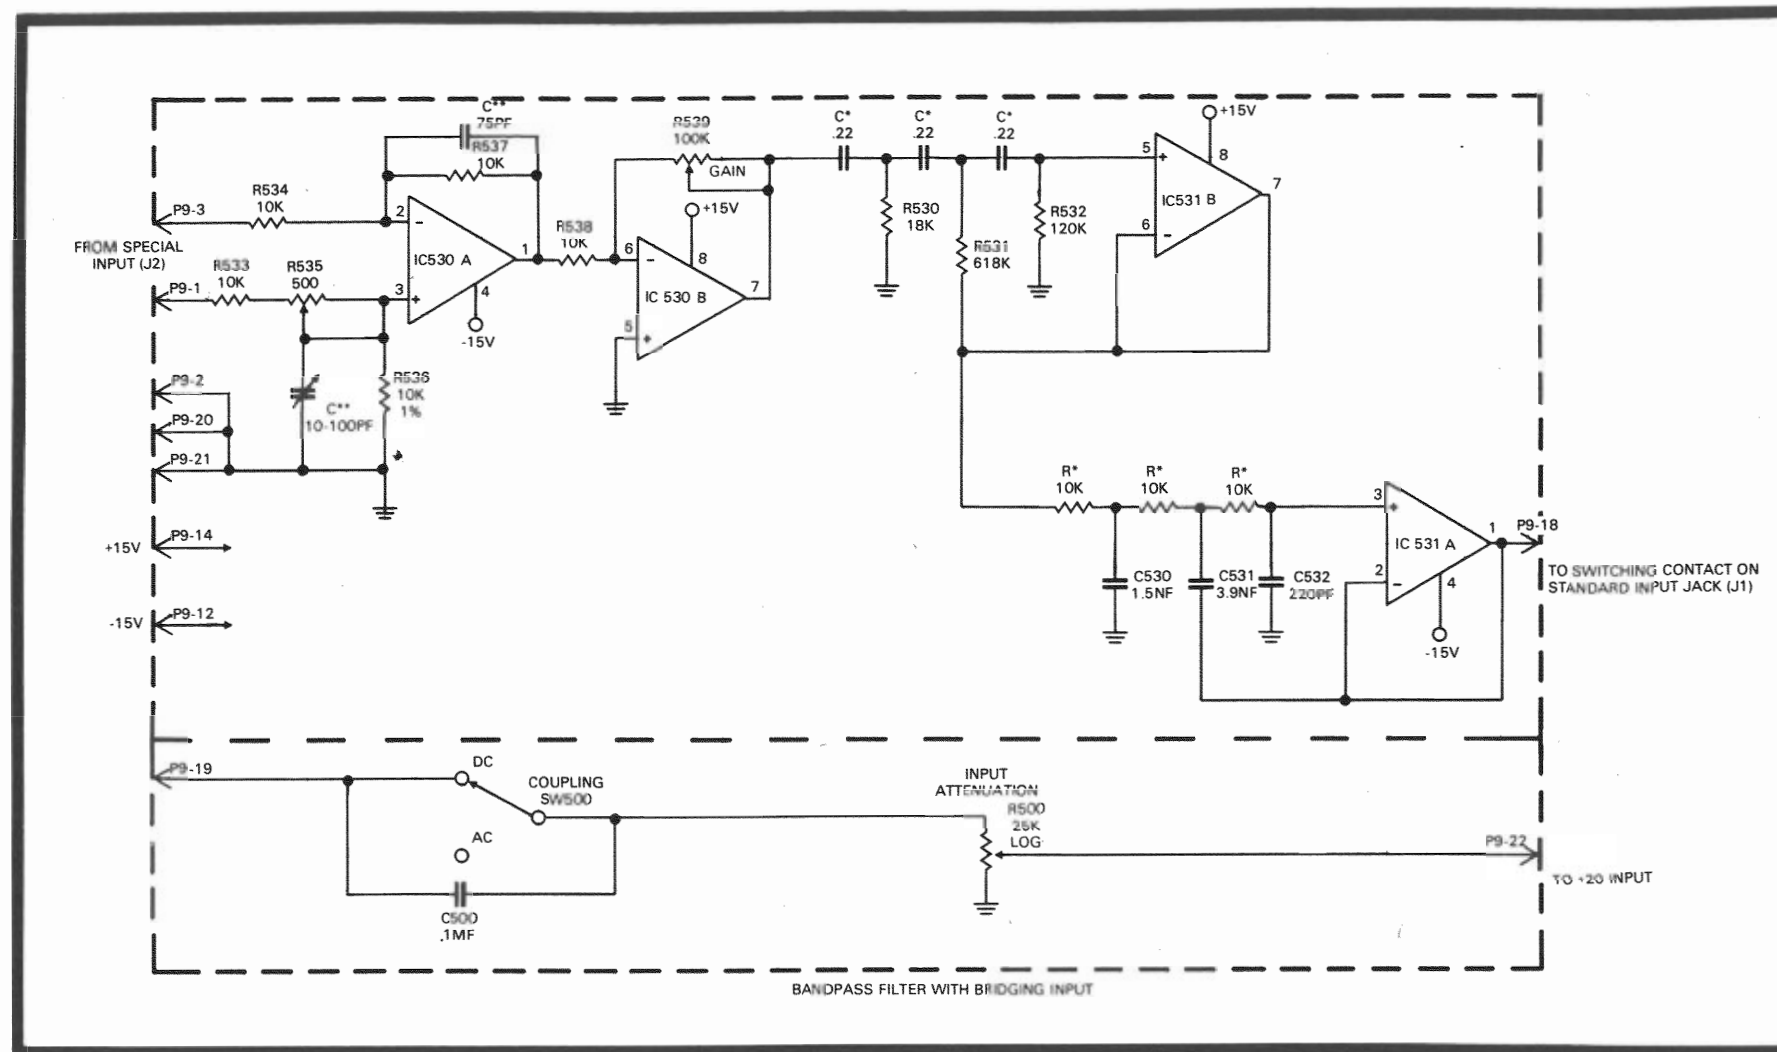 C**
75PF
R537
10K
R534
10K
P9-3
2
-
FROM SPECIAL
INPUT (J2)
IC530 A
1
R533
10K
R535
500
P9-1
3
+
4
-15V
P9-2
P9-20
P9-21
C**
10-100PF
R536
10K
1%
+15V
P9-14
-15V
P9-12
R539
100K
GAIN
+15V
R538
10K
6
-
8
IC 530 B
7
5
+
C*
.22
C*
.22
C*
.22
+15V
5
+
8
IC531 B
7
6
-
R530
18K
R531
618K
R532
120K
R*
10K
R*
10K
R*
10K
3
+
IC 531 A
1
P9-18
2
-
4
-15V
C530
1.5NF
C531
3.9NF
C532
220PF
TO SWITCHING CONTACT ON
STANDARD INPUT JACK (J1)
P9-19
DC
COUPLING
SW500
AC
C500
.1MF
INPUT
ATTENUATION
R500
25K
LOG
P9-22
TO +20 INPUT
BANDPASS FILTER WITH BRIDGING INPUT